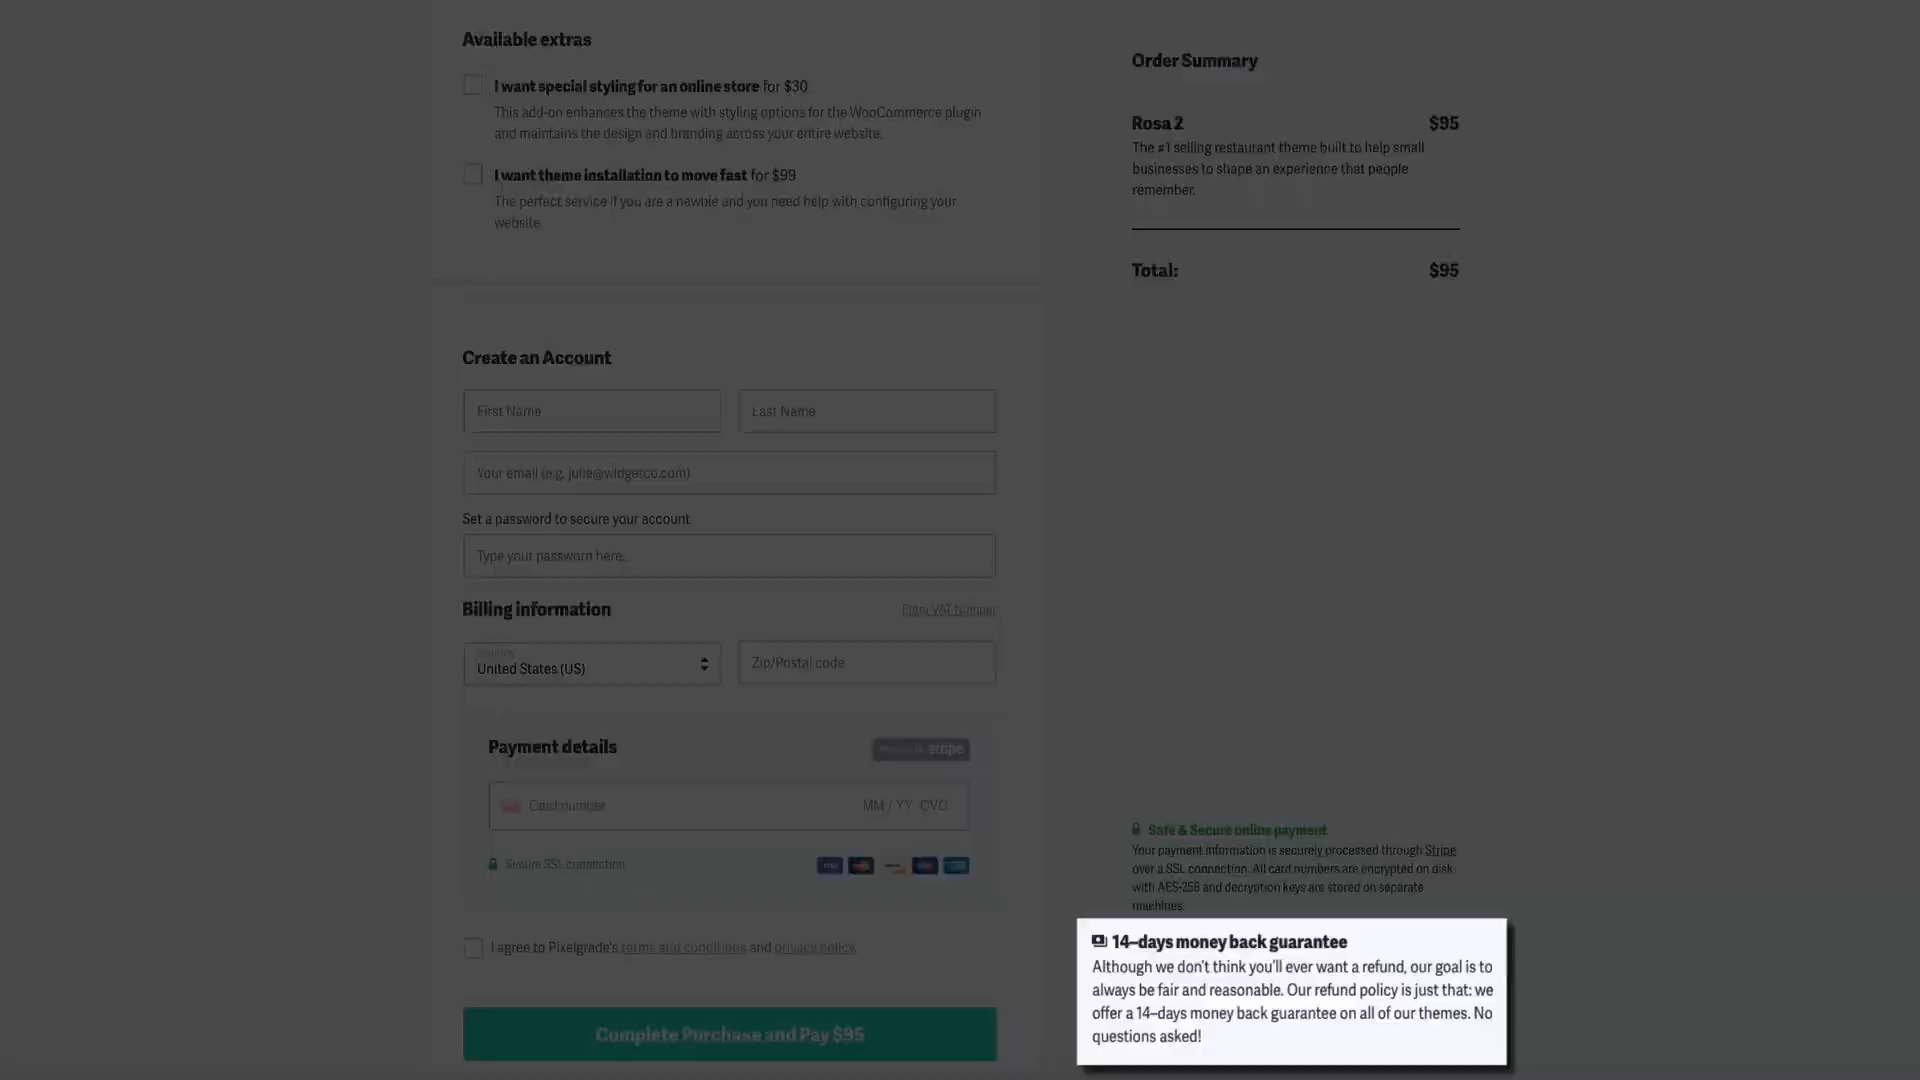 Available extras
I want special styling for an online store for $30
This add-on enhances the theme with styling options for the WooCommerce plugin
and maintains the design and branding across your entire website.
I want theme installation to move fast for $99
The perfect service if you are a newbie and you need help with configuring your
website.
Create an Account
First Name
Last Name
Your email (e.g. julie@widgetco.com)
Set a password to secure your account
Type your password here..
Billing information
Enter VAT Number
Country
United States (US)
Zip/Postal code
Payment details
stripe
Card number
MM / YY CVC
Secure SSL connection
VISA
I agree to Pixelgrade's terms and conditions and privacy policy.
Complete Purchase and Pay $95
Order Summary
Rosa 2 $95
The #1 selling restaurant theme built to help small
businesses to shape an experience that people
remember.
Total: $95
Safe & Secure online payment
Your payment information is securely processed through Stripe
over a SSL connection. All card numbers are encrypted on disk
with AES-256 and decryption keys are stored on separate
machines.
14-days money back guarantee
Although we don't think you'll ever want a refund, our goal is to
always be fair and reasonable. Our refund policy is just that: we
offer a 14-days money back guarantee on all of our themes. No
questions asked!